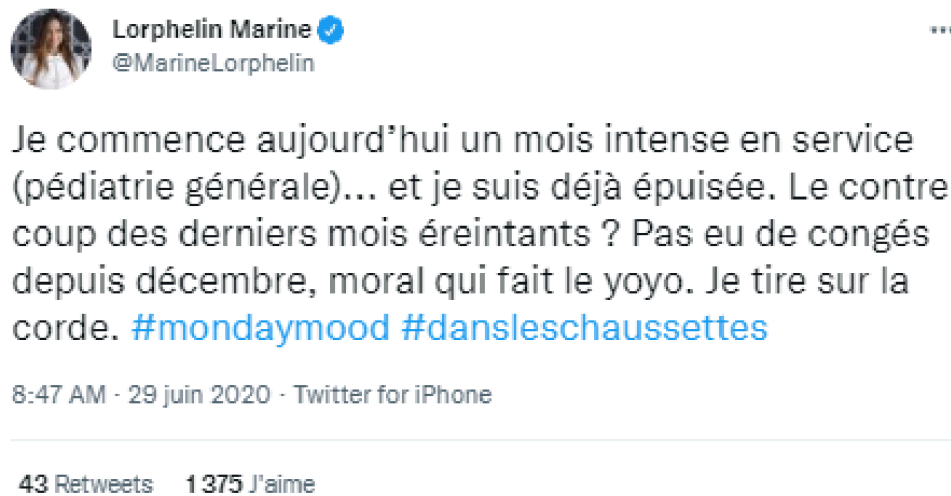 Lorphelin Marine
@MarineLorphelin
Je commence aujourd’hui un mois intense en service
(pédiatrie générale)... et je suis déjà épuisée. Le contre
coup des derniers mois éreintants ? Pas eu de congés
depuis décembre, moral qui fait le yoyo. Je tire sur la
corde. #mondaymood #dansleschaussettes
8:47 AM · 29 juin 2020 · Twitter for iPhone
43 Retweets 1 375 J'aime